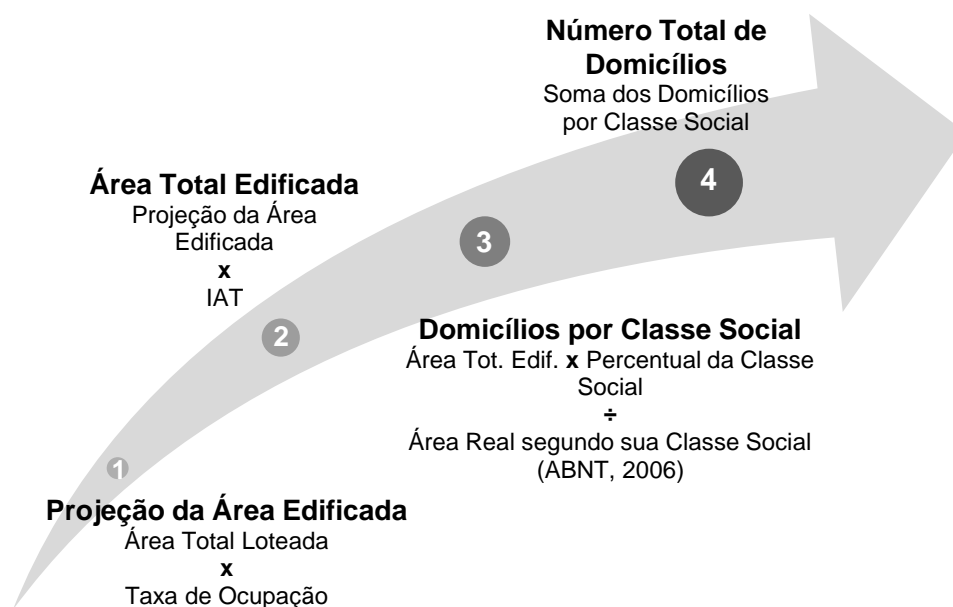 Número Total de
Domicílios
Soma dos Domicílios
por Classe Social
4
Área Total Edificada
Projeção da Área
Edificada
x
IAT
3
2
Domicílios por Classe Social
Área Tot. Edif. x Percentual da Classe
Social
÷
Área Real segundo sua Classe Social
(ABNT, 2006)
1
Projeção da Área Edificada
Área Total Loteada
x
Taxa de Ocupação